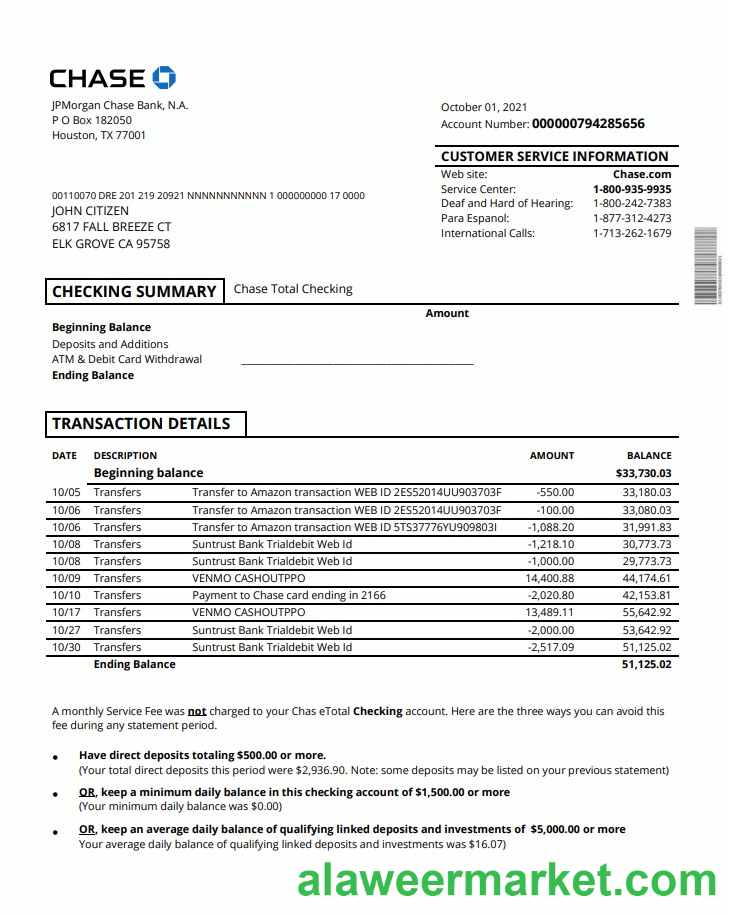 CHASE
JPMorgan Chase Bank, N.A.
P O Box 182050
Houston, TX 77001
October 01, 2021
Account Number: 000000794285656
CUSTOMER SERVICE INFORMATION
Web site: Chase.com
Service Center: 1-800-935-9935
Deaf and Hard of Hearing: 1-800-242-7383
Para Espanol: 1-877-312-4273
International Calls: 1-713-262-1679
00110070 DRE 201 219 20921 NNNNNNNNNNN 1 000000000 17 0000
JOHN CITIZEN
6817 FALL BREEZE CT
ELK GROVE CA 95758
CHECKING SUMMARY Chase Total Checking
Amount
Beginning Balance
Deposits and Additions
ATM & Debit Card Withdrawal
Ending Balance
TRANSACTION DETAILS
DATE DESCRIPTION AMOUNT BALANCE
Beginning balance $33,730.03
10/05 Transfers Transfer to Amazon transaction WEB ID 2ES52014UU903703F -550.00 33,180.03
10/06 Transfers Transfer to Amazon transaction WEB ID 2ES52014UU903703F -100.00 33,080.03
10/06 Transfers Transfer to Amazon transaction WEB ID 5TS37776YU909803I -1,088.20 31,991.83
10/08 Transfers Suntrust Bank Trialdebit Web Id -1,218.10 30,773.73
10/08 Transfers Suntrust Bank Trialdebit Web Id -1,000.00 29,773.73
10/09 Transfers VENMO CASHOUTPPO 14,400.88 44,174.61
10/10 Transfers Payment to Chase card ending in 2166 -2,020.80 42,153.81
10/17 Transfers VENMO CASHOUTPPO 13,489.11 55,642.92
10/27 Transfers Suntrust Bank Trialdebit Web Id -2,000.00 53,642.92
10/30 Transfers Suntrust Bank Trialdebit Web Id -2,517.09 51,125.02
Ending Balance 51,125.02
A monthly Service Fee was not charged to your Chas eTotal Checking account. Here are the three ways you can avoid this
fee during any statement period.
• Have direct deposits totaling $500.00 or more.
(Your total direct deposits this period were $2,936.90. Note: some deposits may be listed on your previous statement)
• OR, keep a minimum daily balance in this checking account of $1,500.00 or more
(Your minimum daily balance was $0.00)
• OR, keep an average daily balance of qualifying linked deposits and investments of $5,000.00 or more
Your average daily balance of qualifying linked deposits and investments was $16.07)
alaweermarket.com